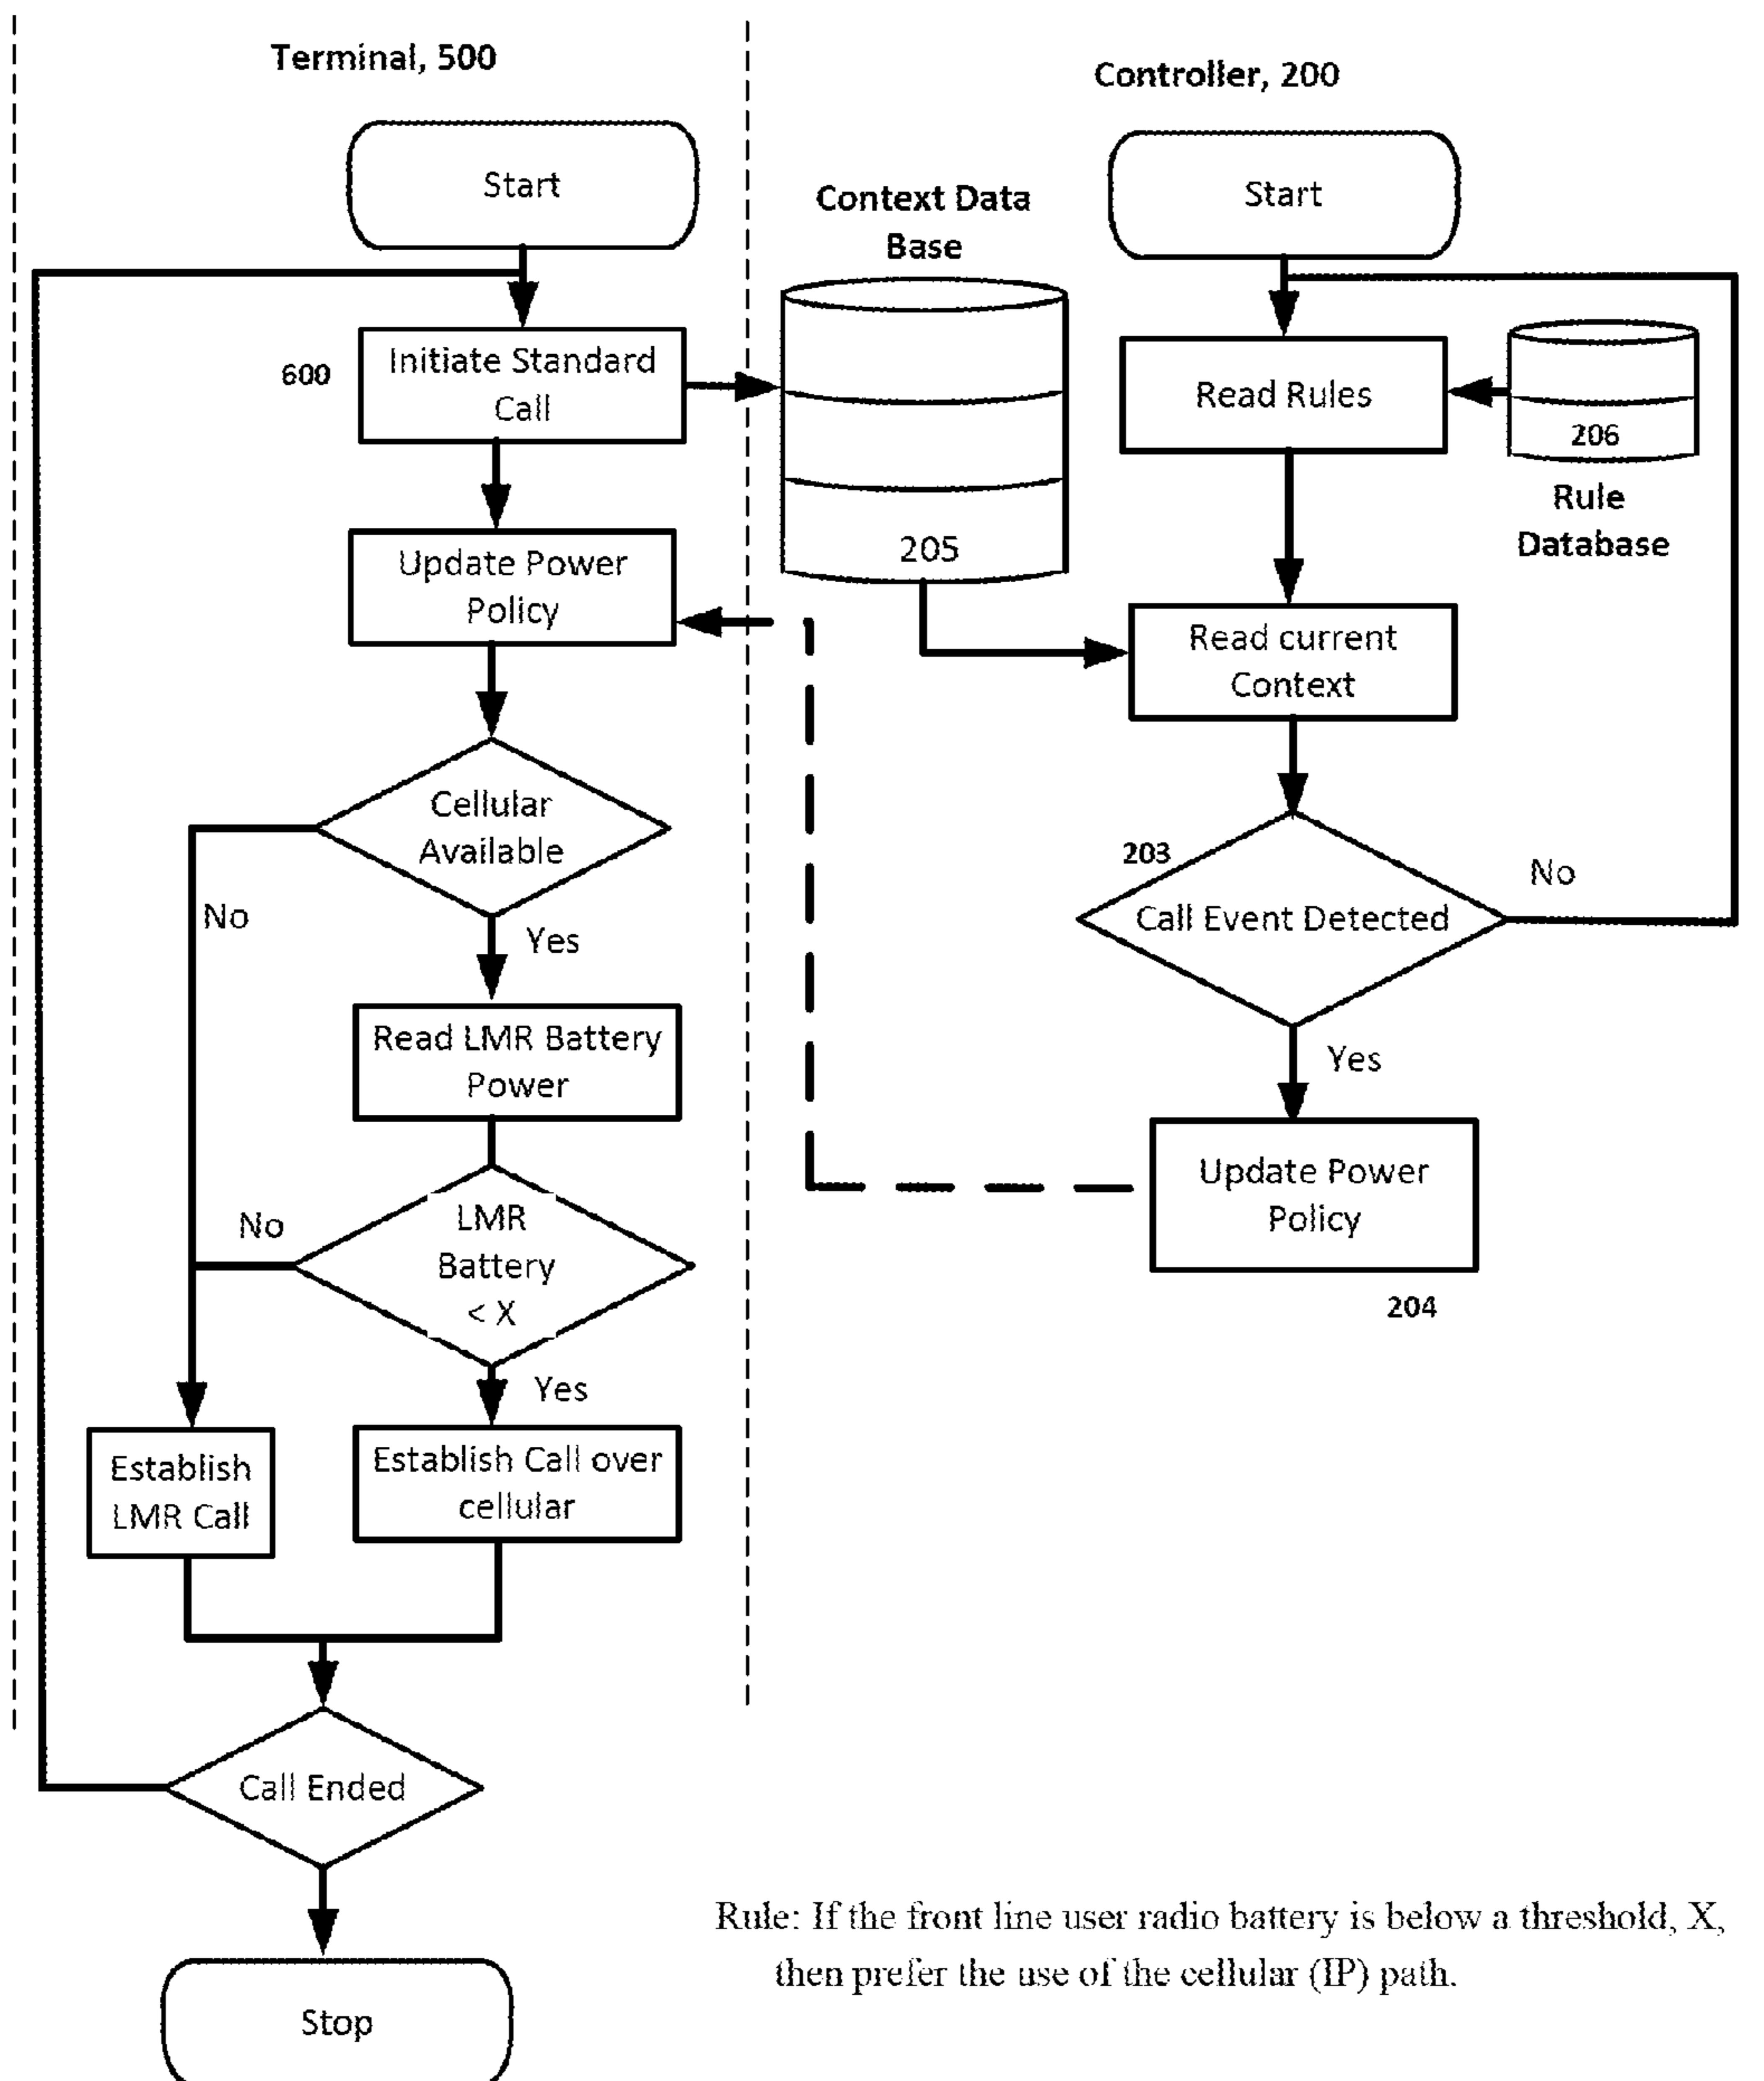 Terminal, 500
Controller, 200
Start
Start
Context Data
Base
600
Initiate Standard
Call
Read Rules
206
Rule
Database
205
Update Power
Policy
Read current
Context
Cellular
Available
No
Yes
203
Call Event Detected
No
Yes
Read LMR Battery
Power
Update Power
Policy
204
No
LMR
Battery
< X
Yes
Establish
LMR Call
Establish Call over
cellular
Call Ended
Stop
Rule: If the front line user radio battery is below a threshold, X,
then prefer the use of the cellular (IP) path.